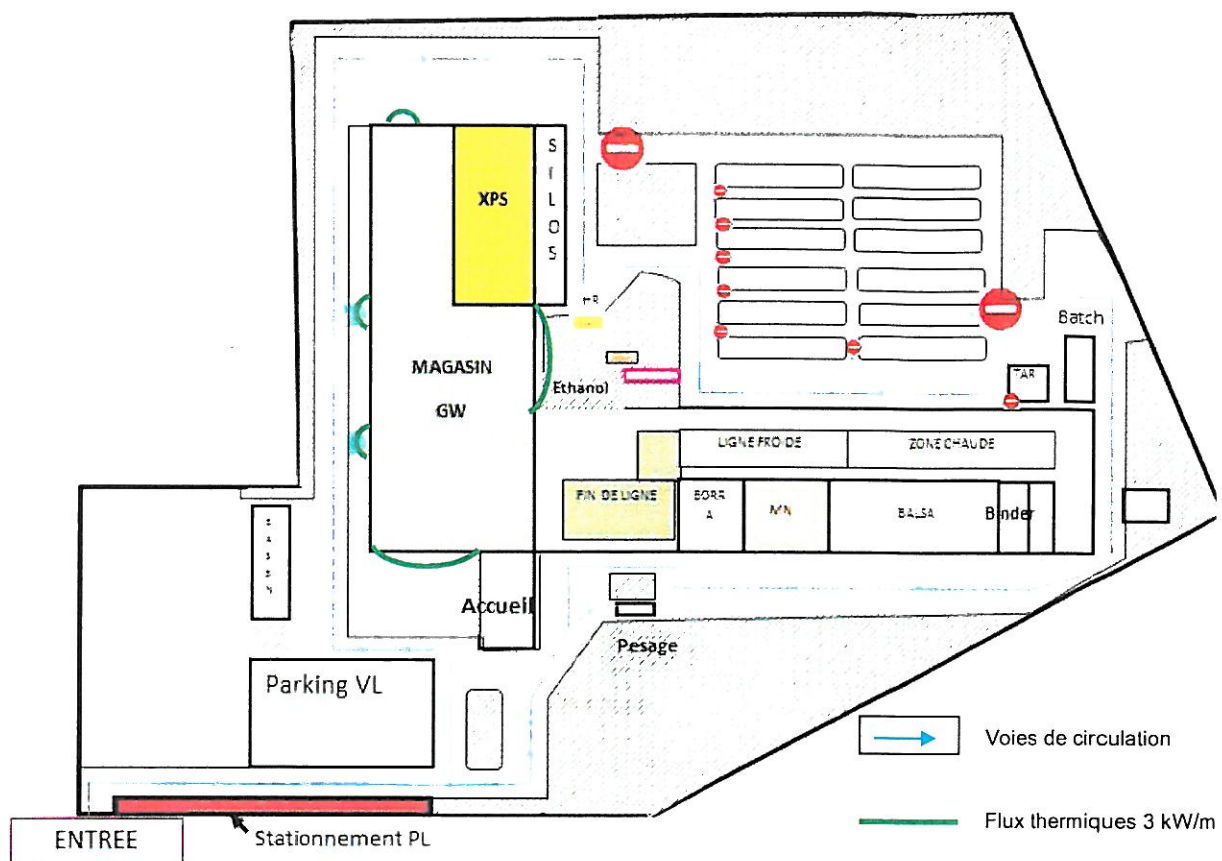 SILOS
XPS
Batch
MAGASIN
GW
Ethanol
TAR
LIGNE FROIDE
ZONE CHAUDE
FIN DE LIGNE
BORR
A
BALSA
Binder
Accueil
Pesage
Parking VL
Voies de circulation
ENTREE
Stationnement PL
Flux thermiques 3 kW/m